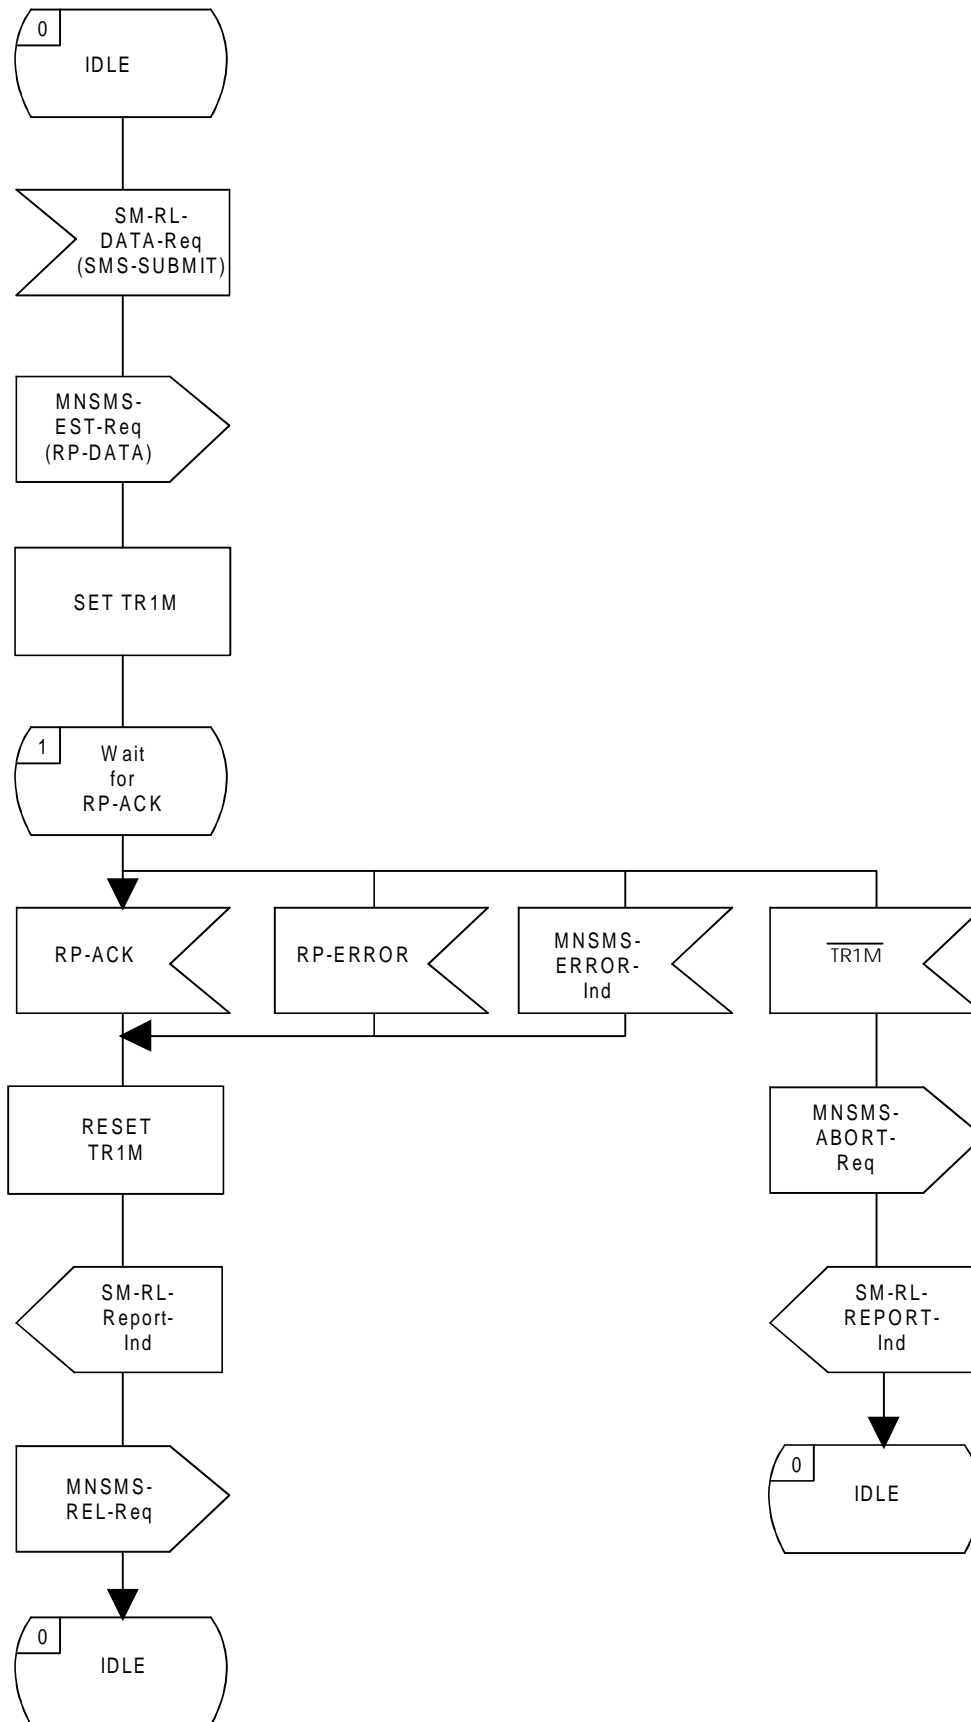 0
IDLE
SM-RL-
DATA-Req
(SMS-SUBMIT)
MNSMS-
EST-Req
(RP-DATA)
SET TR1M
1
Wait
for
RP-ACK
RP-ACK
RP-ERROR
MNSMS-
ERROR-
Ind
TR1M
RESET
TR1M
MNSMS-
ABORT-
Req
SM-RL-
Report-
Ind
SM-RL-
REPORT-
Ind
MNSMS-
REL-Req
0
IDLE
0
IDLE